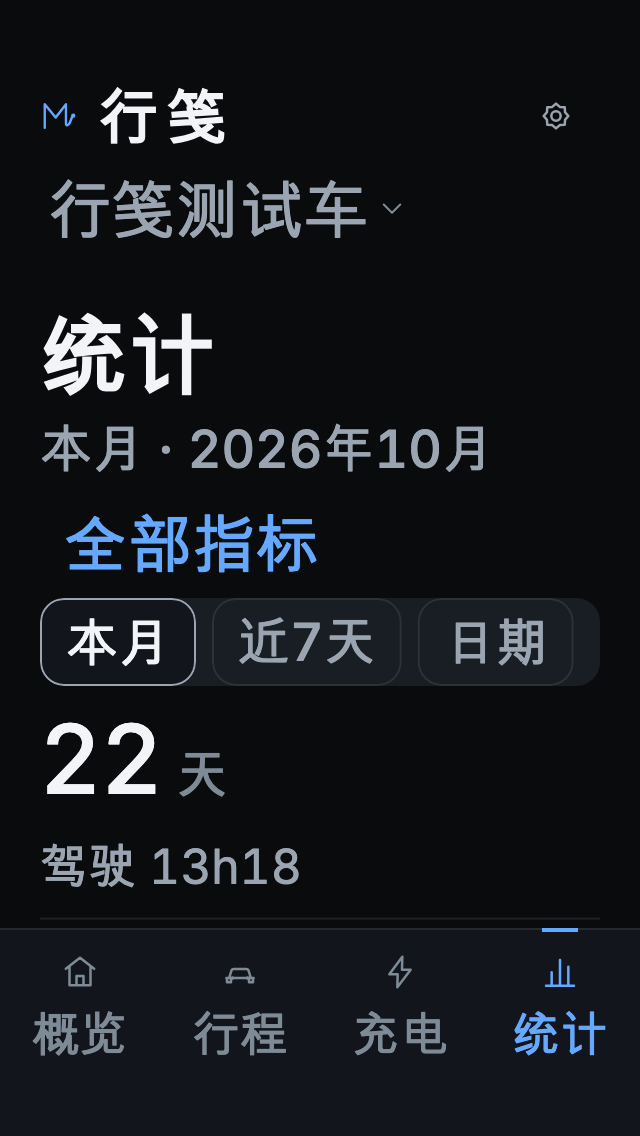 行笺
行笺测试车
统计
本月 · 2026年10月
全部指标
本月 近7天 日期
22 天
驾驶 13h18
概览 行程 充电 统计